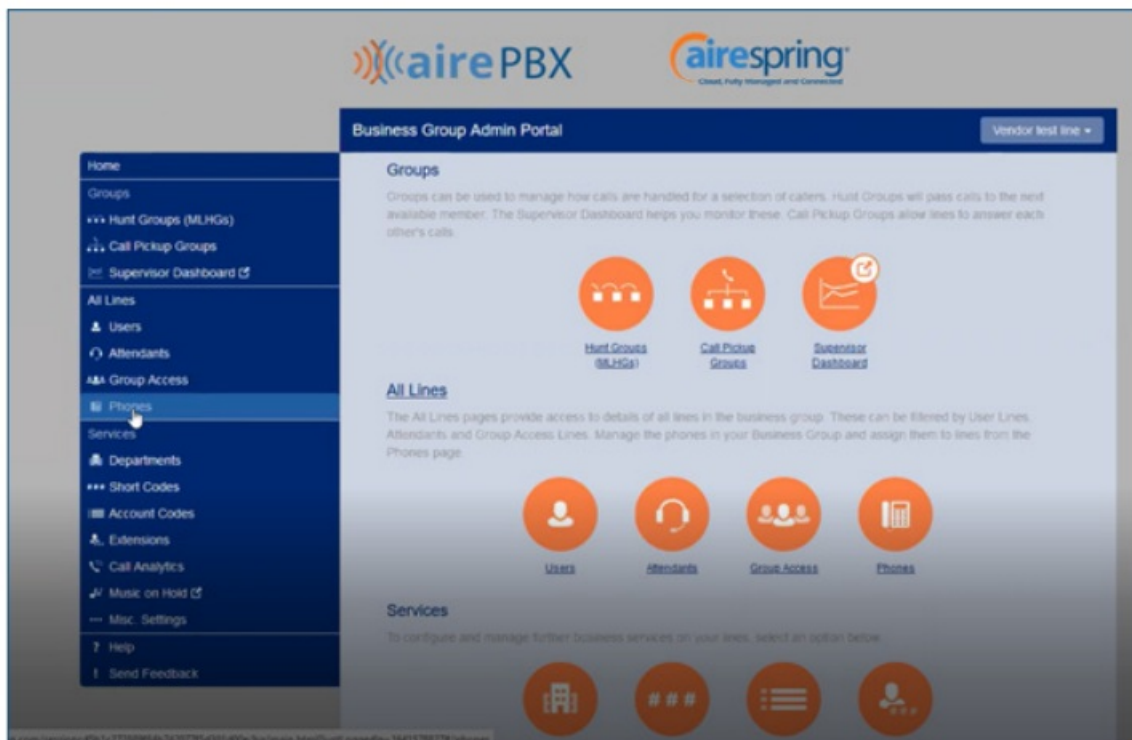 airePBX
airespring
Cloud, Fully Managed and Connected
Business Group Admin Portal
Vendor test line
Home
Groups
Hunt Groups (MLHGs)
Call Pickup Groups
Supervisor Dashboard
All Lines
Users
Attendants
Group Access
Phones
Services
Departments
Short Codes
Account Codes
Extensions
Call Analytics
Music on Hold
Misc. Settings
? Help
! Send Feedback
Groups
Groups can be used to manage how calls are handled for a selection of callers. Hunt Groups will pass calls to the next
available member. The Supervisor Dashboard helps you monitor these. Call Pickup Groups allow lines to answer each
other's calls.
Hunt Groups
(MLHGs)
Call Pickup
Groups
Supervisor
Dashboard
All Lines
The All Lines pages provide access to details of all lines in the business group. These can be filtered by User Lines,
Attendants and Group Access Lines. Manage the phones in your Business Group and assign them to lines from the
Phones page.
Users
Attendants
Group Access
Phones
Services
To configure and manage further business services on your lines, select an option below.
###